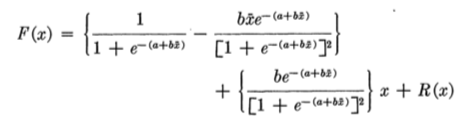 F(x) = { 1 / (1 + e^{-(a+bx̄)}) − bx̄e^{-(a+bx̄)} / [1 + e^{-(a+bx̄)}]² }
+ { be^{-(a+bx̄)} / [1 + e^{-(a+bx̄)}]² } x + R(x)